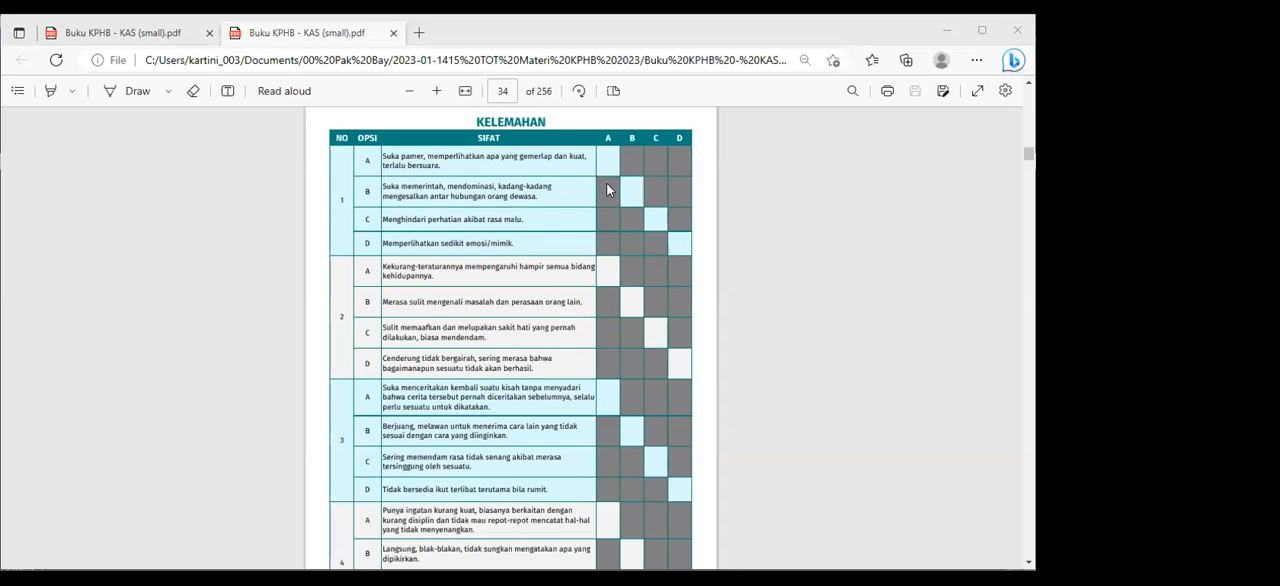 Buku KPHB - KAS (small).pdf
Buku KPHB - KAS (small).pdf
File
C:/Users/kartini_003/Documents/00%20Pak%20Bay/2023-01-1415%20TOT%20Materi%20KPHB%202023/Buku%20KPHB%20-%20KAS...
Draw
Read aloud
34 of 256
KELEMAHAN
NO OPSI SIFAT A B C D
1
A Suka pamer, memperlihatkan apa yang gemerlap dan kuat,
terlalu bersuara.
B Suka memerintah, mendominasi, kadang-kadang
mengesalkan antar hubungan orang dewasa.
C Menghindari perhatian akibat rasa malu.
D Memperlihatkan sedikit emosi/mimik.
2
A Kekurang-teraturannya mempengaruhi hampir semua bidang
kehidupannya.
B Merasa sulit mengenali masalah dan perasaan orang lain.
C Sulit memaafkan dan melupakan sakit hati yang pernah
dilakukan, biasa mendendam.
D Cenderung tidak bergairah, sering merasa bahwa
bagaimanapun sesuatu tidak akan berhasil.
3
A Suka menceritakan kembali suatu kisah tanpa menyadari
bahwa cerita tersebut pernah diceritakan sebelumnya, selalu
perlu sesuatu untuk dikatakan.
B Berjuang, melawan untuk menerima cara lain yang tidak
sesuai dengan cara yang diinginkan.
C Sering memendam rasa tidak senang akibat merasa
tersinggung oleh sesuatu.
D Tidak bersedia ikut terlibat terutama bila rumit.
4
A Punya ingatan kurang kuat, biasanya berkaitan dengan
kurang disiplin dan tidak mau repot-repot mencatat hal-hal
yang tidak menyenangkan.
B Langsung, blak-blakan, tidak sungkan mengatakan apa yang
dipikirkan.